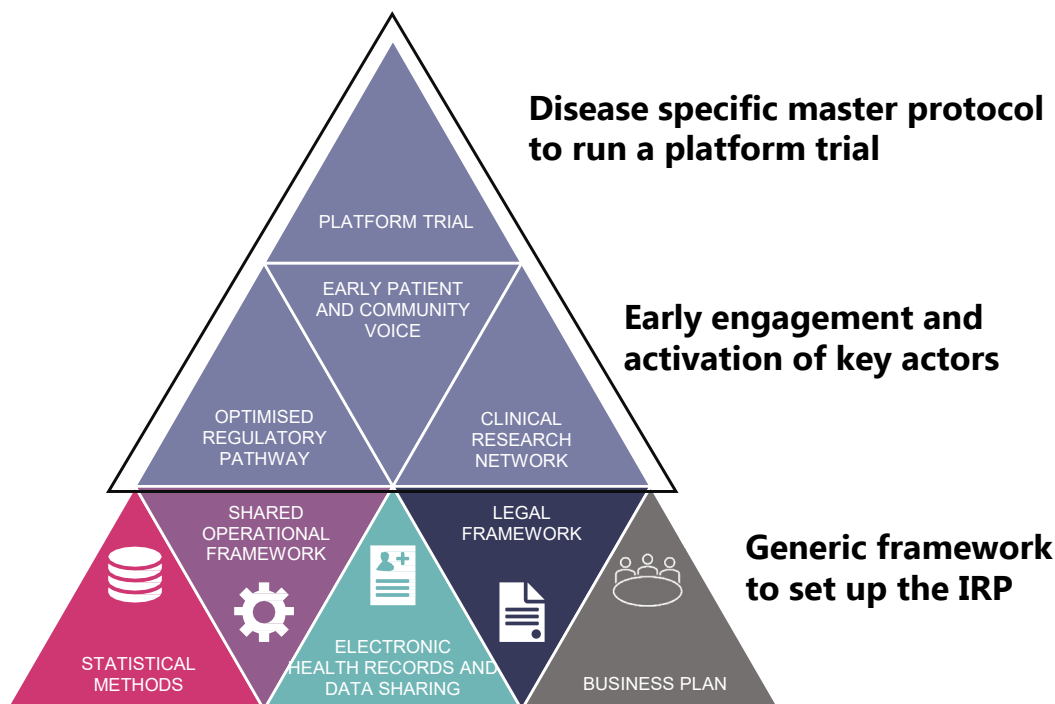 Disease specific master protocol
to run a platform trial
PLATFORM TRIAL
EARLY PATIENT
AND COMMUNITY
VOICE
Early engagement and
activation of key actors
OPTIMISED
REGULATORY
PATHWAY
CLINICAL
RESEARCH
NETWORK
SHARED
OPERATIONAL
FRAMEWORK
LEGAL
FRAMEWORK
Generic framework
to set up the IRP
STATISTICAL
METHODS
ELECTRONIC
HEALTH RECORDS AND
DATA SHARING
BUSINESS PLAN